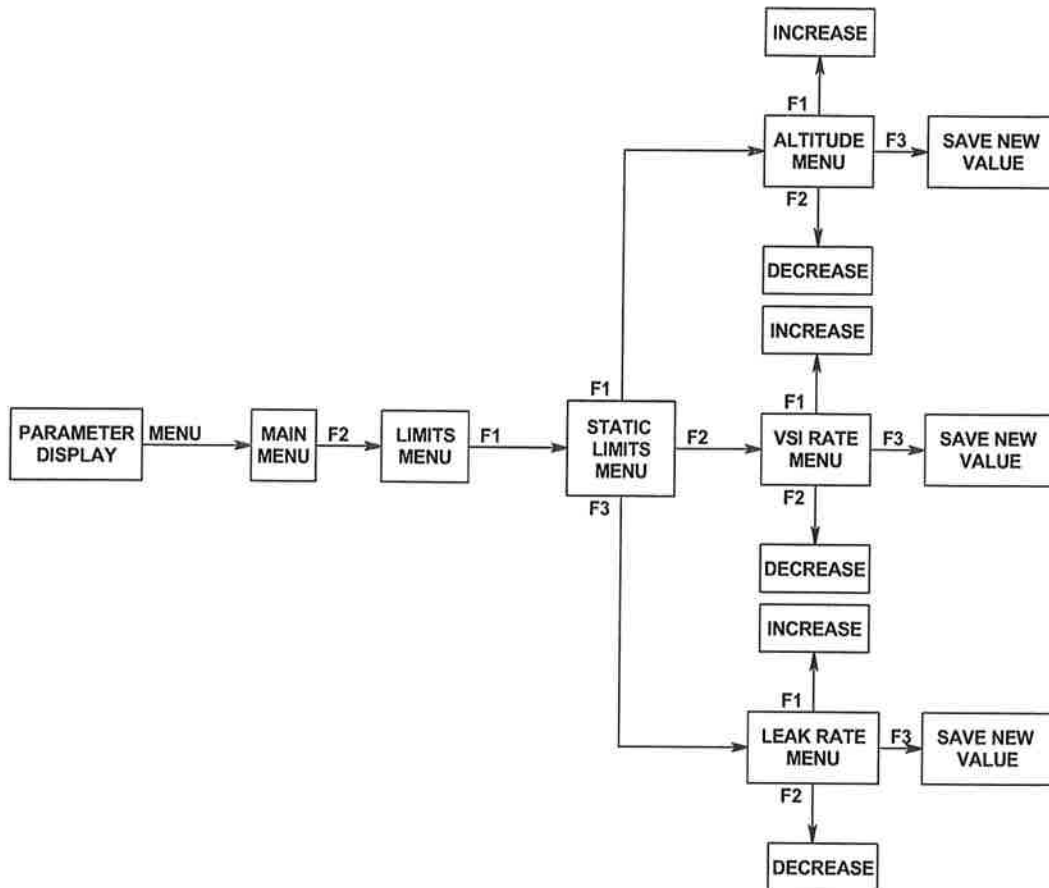 INCREASE
F1
ALTITUDE
MENU
F3
SAVE NEW
VALUE
F2
DECREASE
INCREASE
F1
PARAMETER
DISPLAY
MENU
MAIN
MENU
F2
LIMITS
MENU
F1
F1
STATIC
LIMITS
MENU
F3
F2
VSI RATE
MENU
F3
SAVE NEW
VALUE
F2
DECREASE
INCREASE
F1
LEAK RATE
MENU
F3
SAVE NEW
VALUE
F2
DECREASE